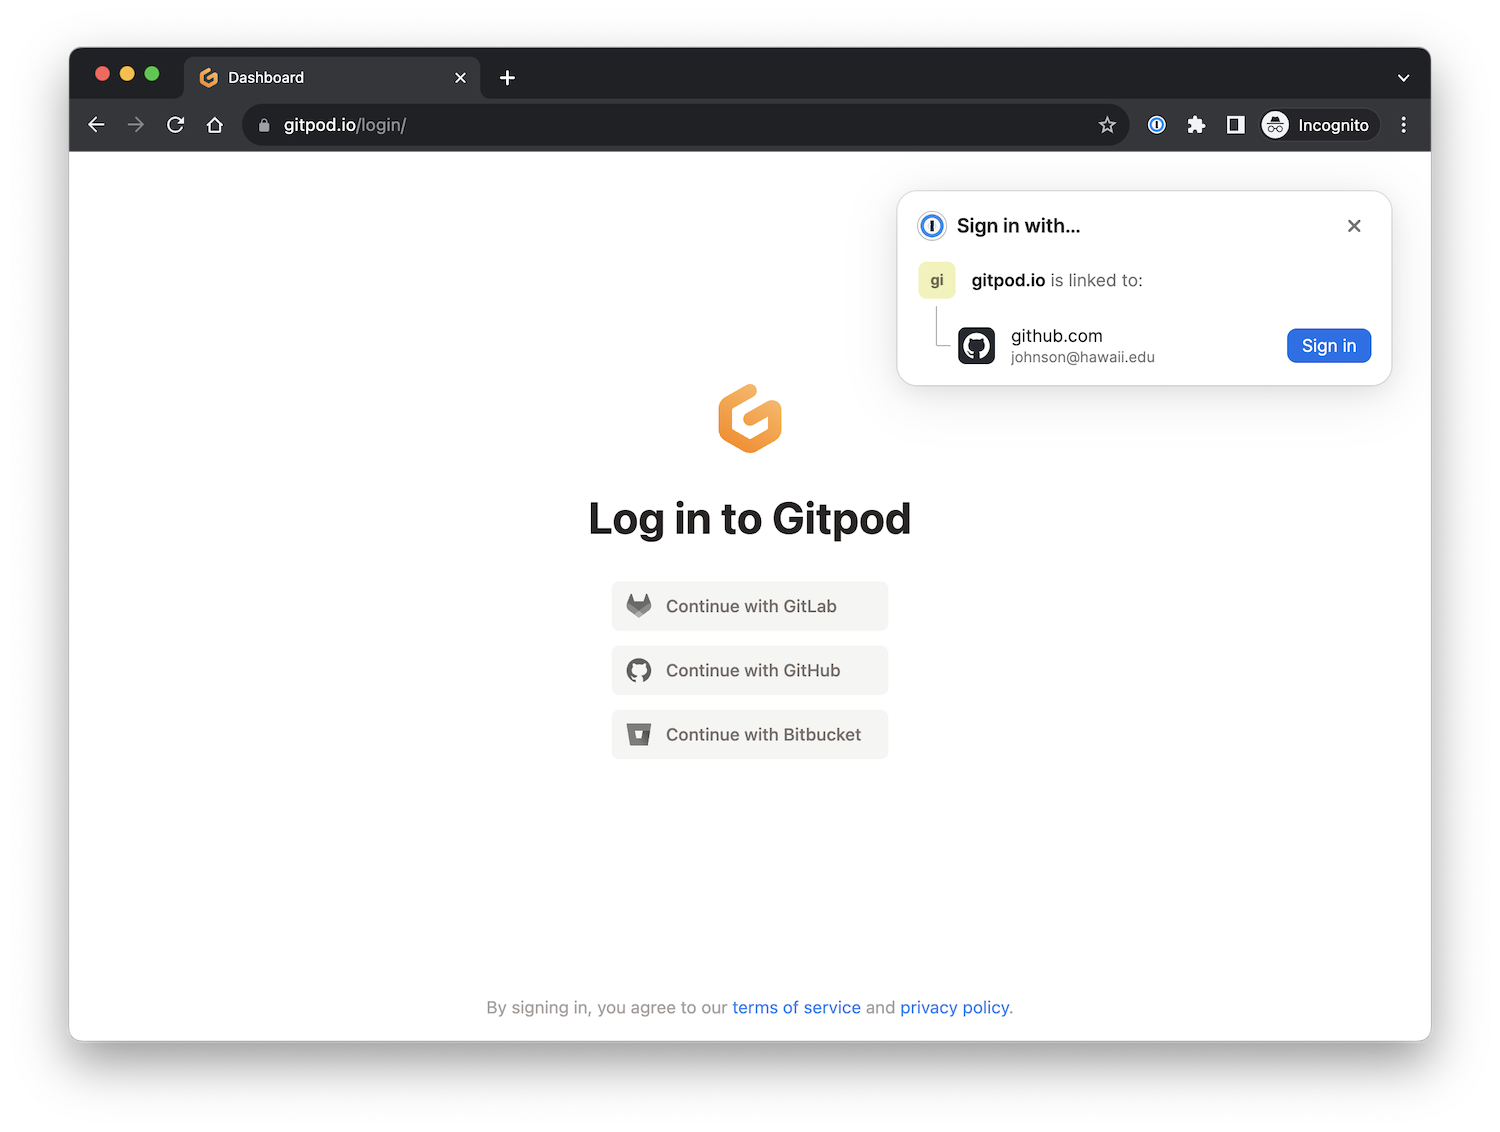 Dashboard
gitpod.io/login/
Incognito
Sign in with...
gi
gitpod.io is linked to:
github.com
johnson@hawaii.edu
Sign in
Log in to Gitpod
Continue with GitLab
Continue with GitHub
Continue with Bitbucket
By signing in, you agree to our terms of service and privacy policy.